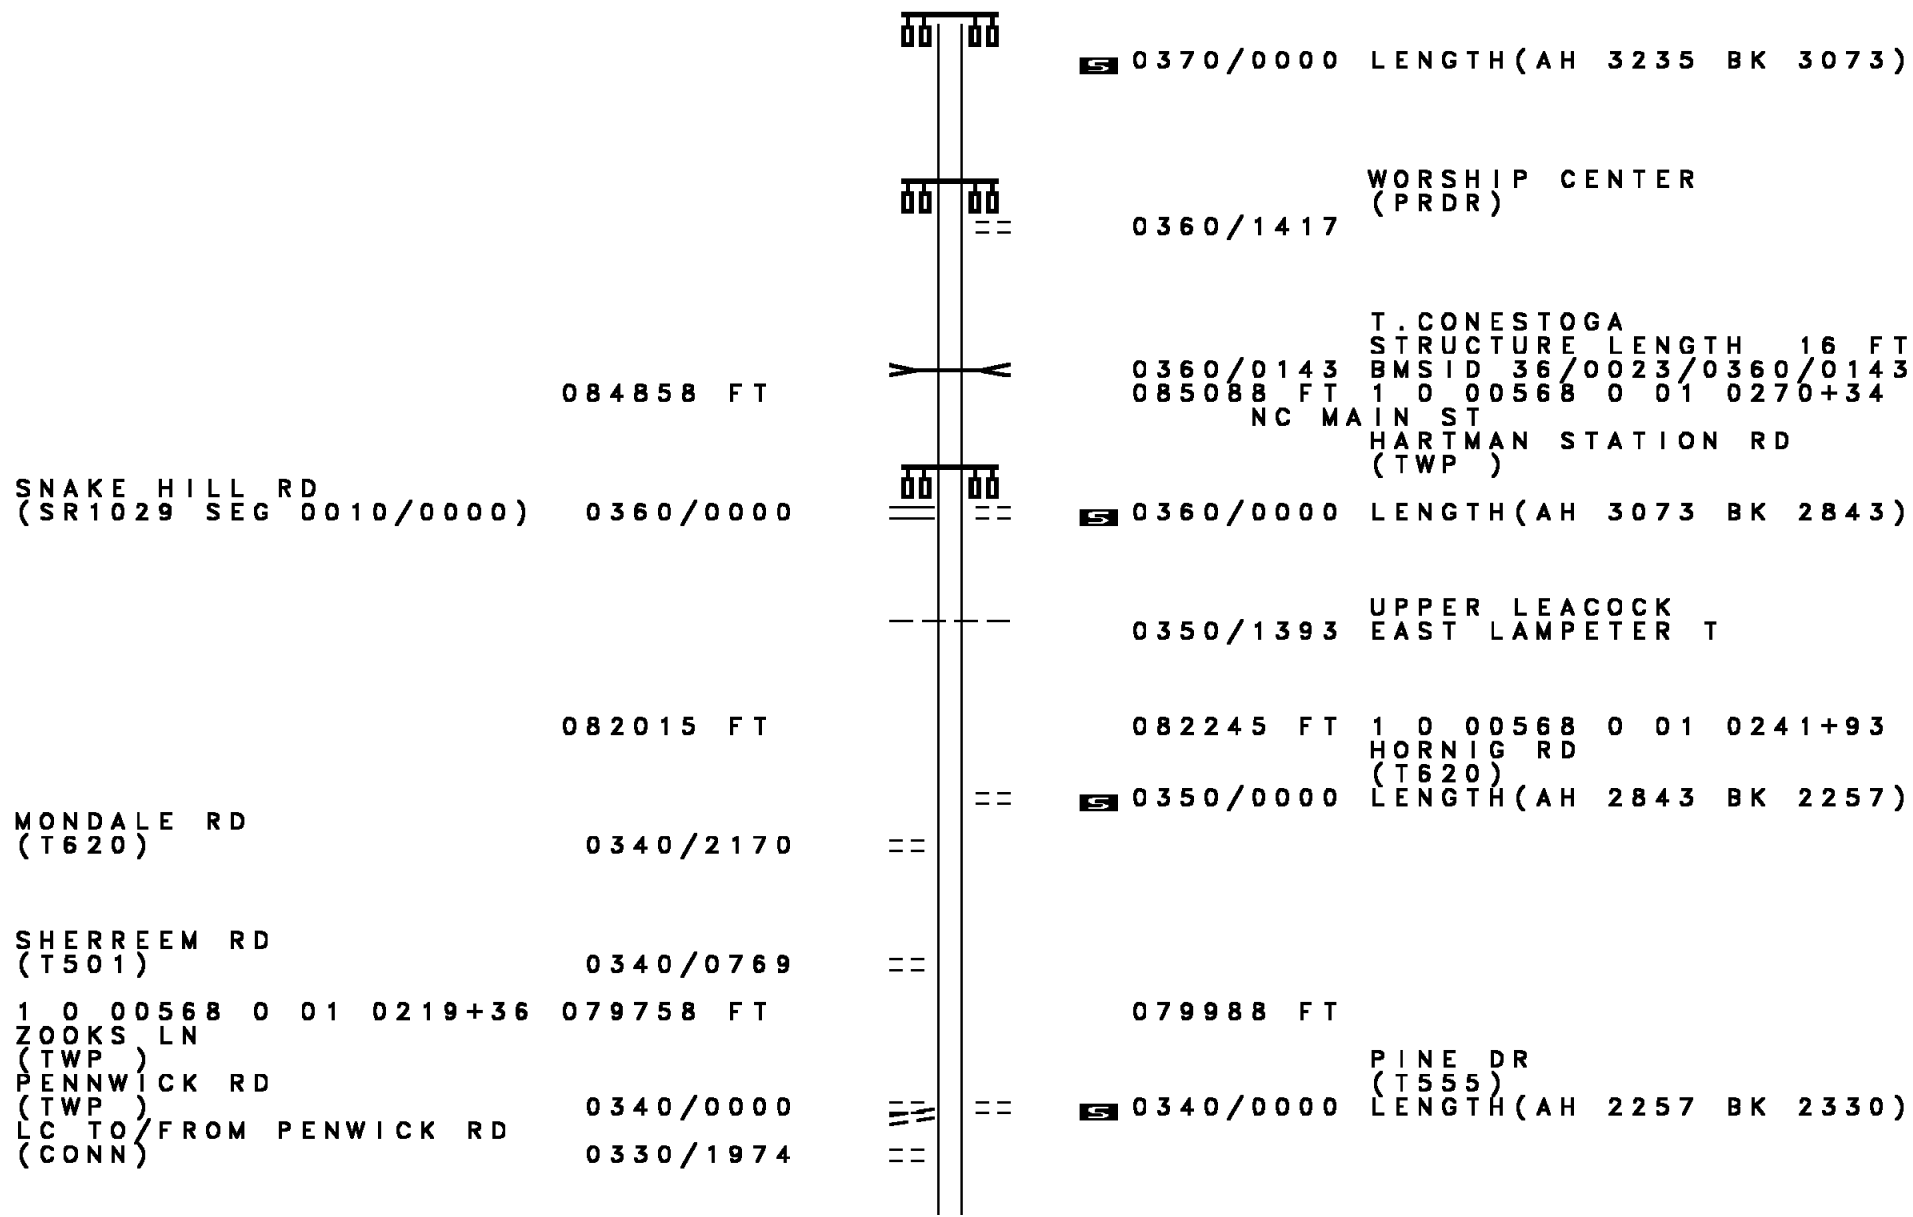 S 0370/0000 LENGTH(AH 3235 BK 3073)
WORSHIP CENTER
(PRDR)
0360/1417
T.CONESTOGA
STRUCTURE LENGTH 16 FT
0360/0143 BMSID 36/0023/0360/0143
084858 FT 085088 FT 1 0 00568 0 01 0270+34
NC MAIN ST
HARTMAN STATION RD
(TWP )
SNAKE HILL RD
(SR1029 SEG 0010/0000) 0360/0000 S 0360/0000 LENGTH(AH 3073 BK 2843)
UPPER LEACOCK
0350/1393 EAST LAMPETER T
082015 FT 082245 FT 1 0 00568 0 01 0241+93
HORNIG RD
(T620)
S 0350/0000 LENGTH(AH 2843 BK 2257)
MONDALE RD
(T620) 0340/2170
SHERREEM RD
(T501) 0340/0769
1 0 00568 0 01 0219+36 079758 FT 079988 FT
ZOOKS LN
(TWP )
PINE DR
PENNWICK RD
(T555)
(TWP ) 0340/0000 S 0340/0000 LENGTH(AH 2257 BK 2330)
LC TO/FROM PENWICK RD
(CONN) 0330/1974